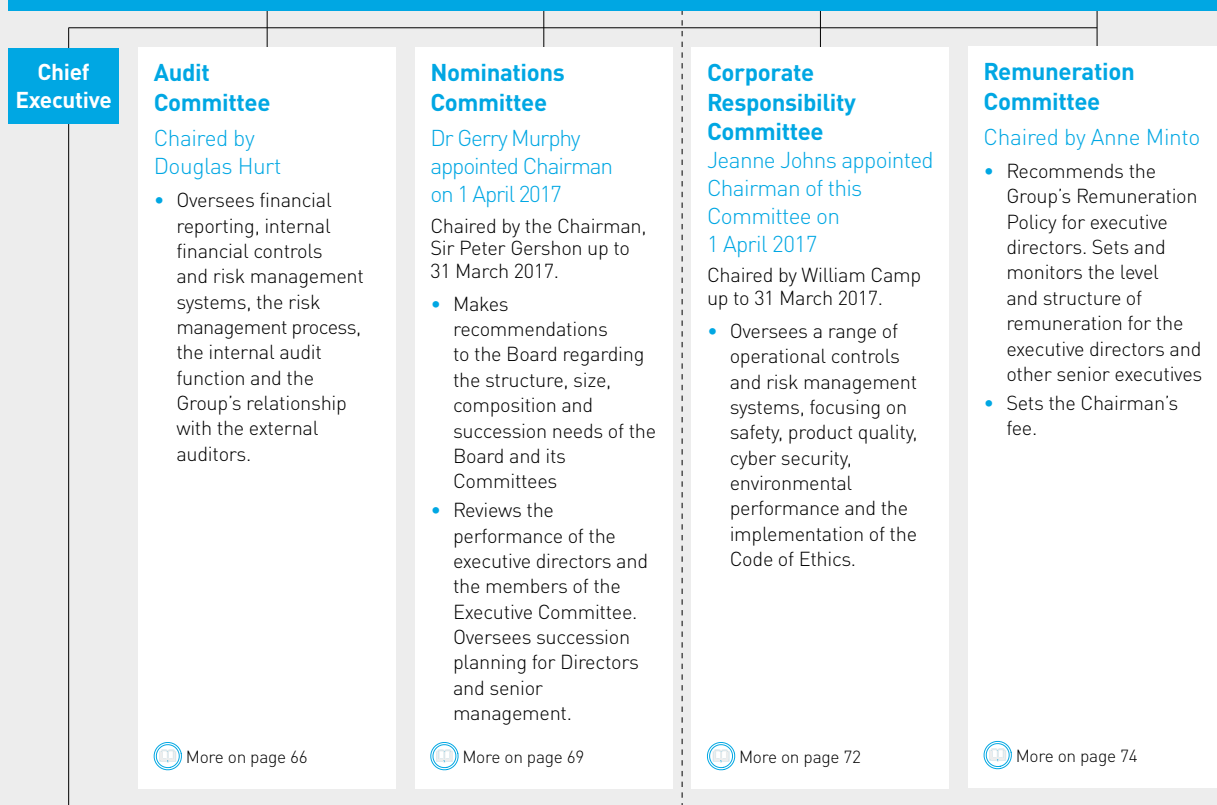 Chief
Executive
Audit
Committee
Chaired by
Douglas Hurt
• Oversees financial
reporting, internal
financial controls
and risk management
systems, the risk
management process,
the internal audit
function and the
Group's relationship
with the external
auditors.
More on page 66
Nominations
Committee
Dr Gerry Murphy
appointed Chairman
on 1 April 2017
Chaired by the Chairman,
Sir Peter Gershon up to
31 March 2017.
• Makes
recommendations
to the Board regarding
the structure, size,
composition and
succession needs of the
Board and its
Committees
• Reviews the
performance of the
executive directors and
the members of the
Executive Committee.
Oversees succession
planning for Directors
and senior
management.
More on page 69
Corporate
Responsibility
Committee
Jeanne Johns appointed
Chairman of this
Committee on
1 April 2017
Chaired by William Camp
up to 31 March 2017.
• Oversees a range of
operational controls
and risk management
systems, focusing on
safety, product quality,
cyber security,
environmental
performance and the
implementation of the
Code of Ethics.
More on page 72
Remuneration
Committee
Chaired by Anne Minto
• Recommends the
Group's Remuneration
Policy for executive
directors. Sets and
monitors the level
and structure of
remuneration for the
executive directors and
other senior executives
• Sets the Chairman's
fee.
More on page 74